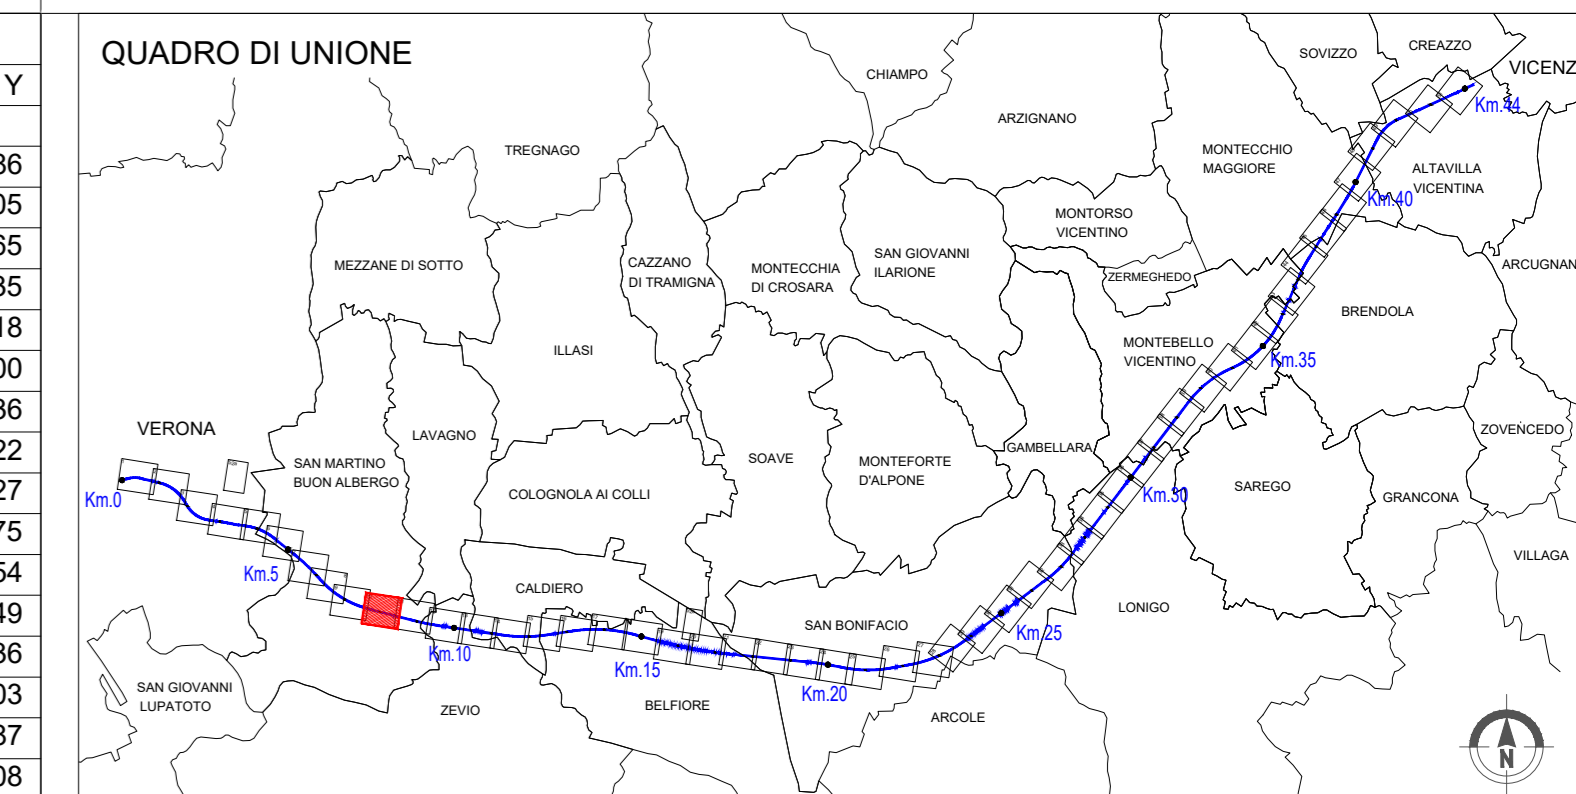 QUADRO DI UNIONE
Y
36
05
65
35
18
00
36
22
27
75
54
49
36
03
37
08
CREAZZO
SOVIZZO
VICENZ
CHIAMPO
Km.44
ARZIGNANO
TREGNAGO
MONTECCHIO
MAGGIORE
ALTAVILLA
VICENTINA
Km.40
MONTORSO
VICENTINO
SAN GIOVANNI
ILARIONE
CAZZANO
DI TRAMIGNA
MONTECCHIA
DI CROSARA
MEZZANE DI SOTTO
ARCUGNAN
ZERMEGHEDO
BRENDOLA
MONTEBELLO
VICENTINO
ILLASI
Km.35
VERONA
LAVAGNO
ZOVENCEDO
GAMBELLARA
SOAVE
MONTEFORTE
D'ALPONE
SAN MARTINO
BUON ALBERGO
SAREGO
GRANCONA
COLOGNOLA AI COLLI
Km.0
Km.30
VILLAGA
Km.5
CALDIERO
LONIGO
SAN BONIFACIO
Km.25
Km.10
Km.15
Km.20
SAN GIOVANNI
LUPATOTO
ZEVIO
BELFIORE
ARCOLE
N